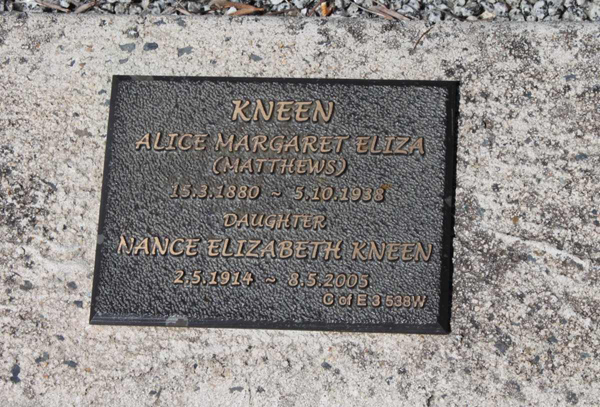 KNEEN
ALICE MARGARET ELIZA
(MATTHEWS)
15.3.1880 ~ 5.10.1938
DAUGHTER
NANCE ELIZABETH KNEEN
2.5.1914 ~ 8.5.2005
C of E 3 538W